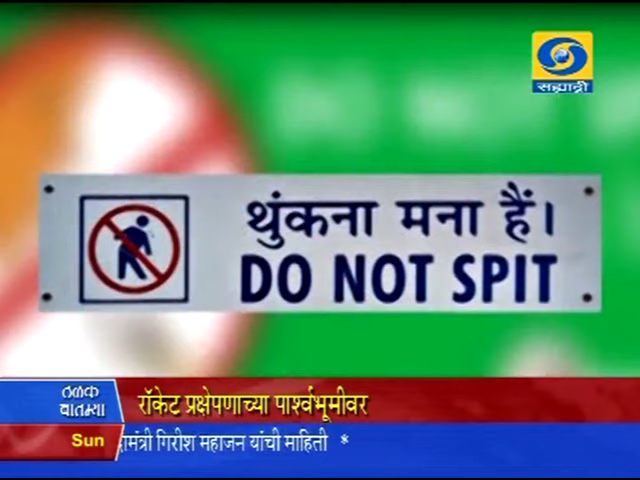 सह्याद्री
थुंकना मना हैं।
DO NOT SPIT
ठळक
बातम्या
रॉकेट प्रक्षेपणाच्या पार्श्वभूमीवर
Sun
गिरीश महाजन यांची माहिती *